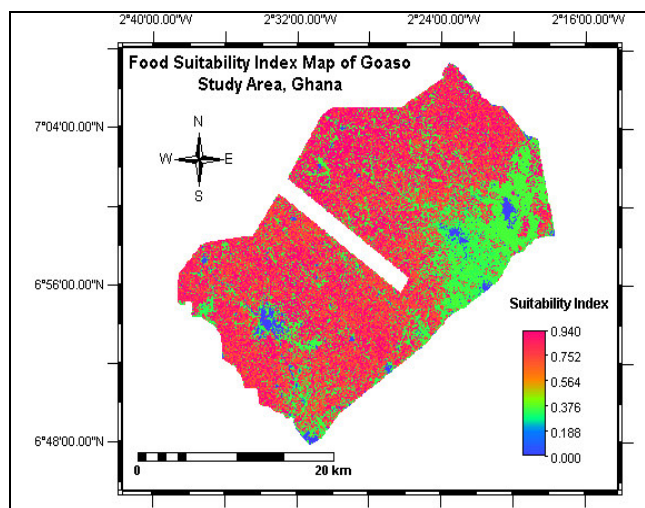 2°40'00.00"W 2°32'00.00"W 2°24'00.00"W 2°16'00.00"W
Food Suitability Index Map of Goaso
Study Area, Ghana
7°04'00.00"N
N
W E
S
6°56'00.00"N
Suitability Index
0.940
0.752
0.564
0.376
0.188
0.000
6°48'00.00"N
0 20 km